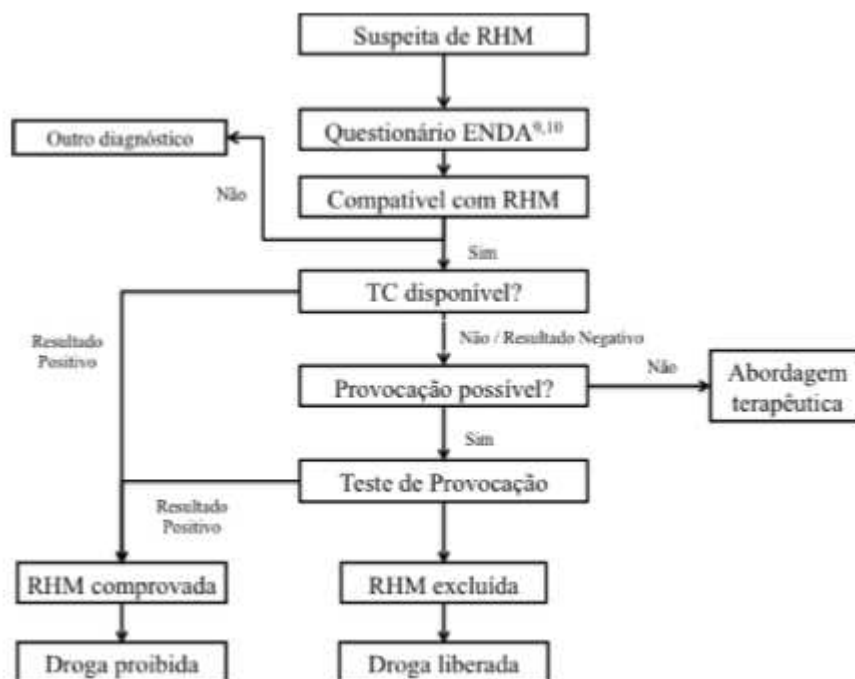 Suspeita de RHM
Questionário ENDA9,10
Outro diagnóstico
Não
Compatível com RHM
Sim
TC disponível?
Resultado
Positivo
Não / Resultado Negativo
Provocação possível?
Não
Abordagem
terapêutica
Sim
Teste de Provocação
Resultado
Positivo
RHM comprovada
RHM excluída
Droga proibida
Droga liberada